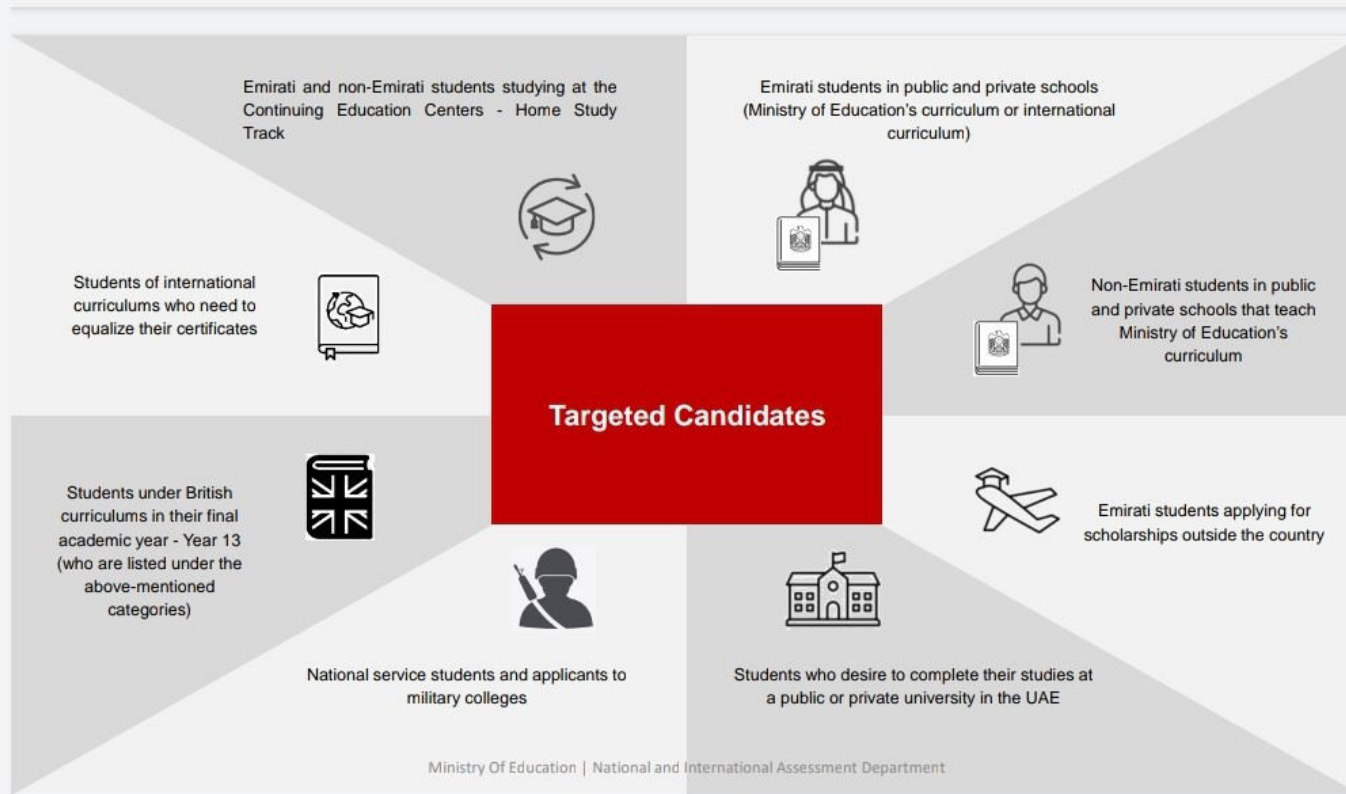 Emirati and non-Emirati students studying at the
Continuing Education Centers - Home Study
Track
Emirati students in public and private schools
(Ministry of Education's curriculum or international
curriculum)
Students of international
curriculums who need to
equalize their certificates
Non-Emirati students in public
and private schools that teach
Ministry of Education's
curriculum
Targeted Candidates
Students under British
curriculums in their final
academic year - Year 13
(who are listed under the
above-mentioned
categories)
Emirati students applying for
scholarships outside the country
National service students and applicants to
military colleges
Students who desire to complete their studies at
a public or private university in the UAE
Ministry Of Education | National and International Assessment Department